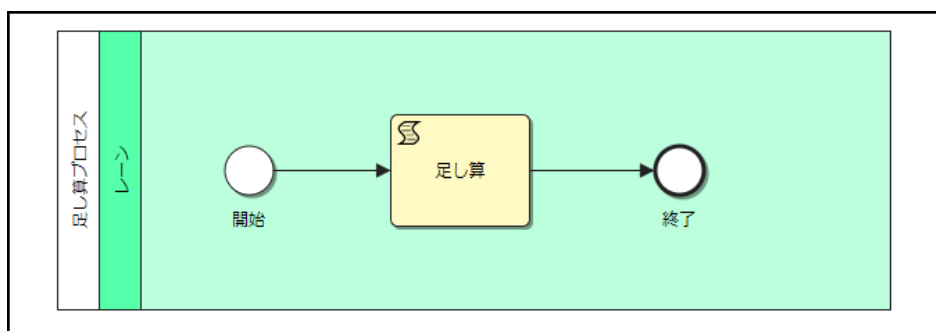 足し算プロセス
レーン
開始
足し算
終了